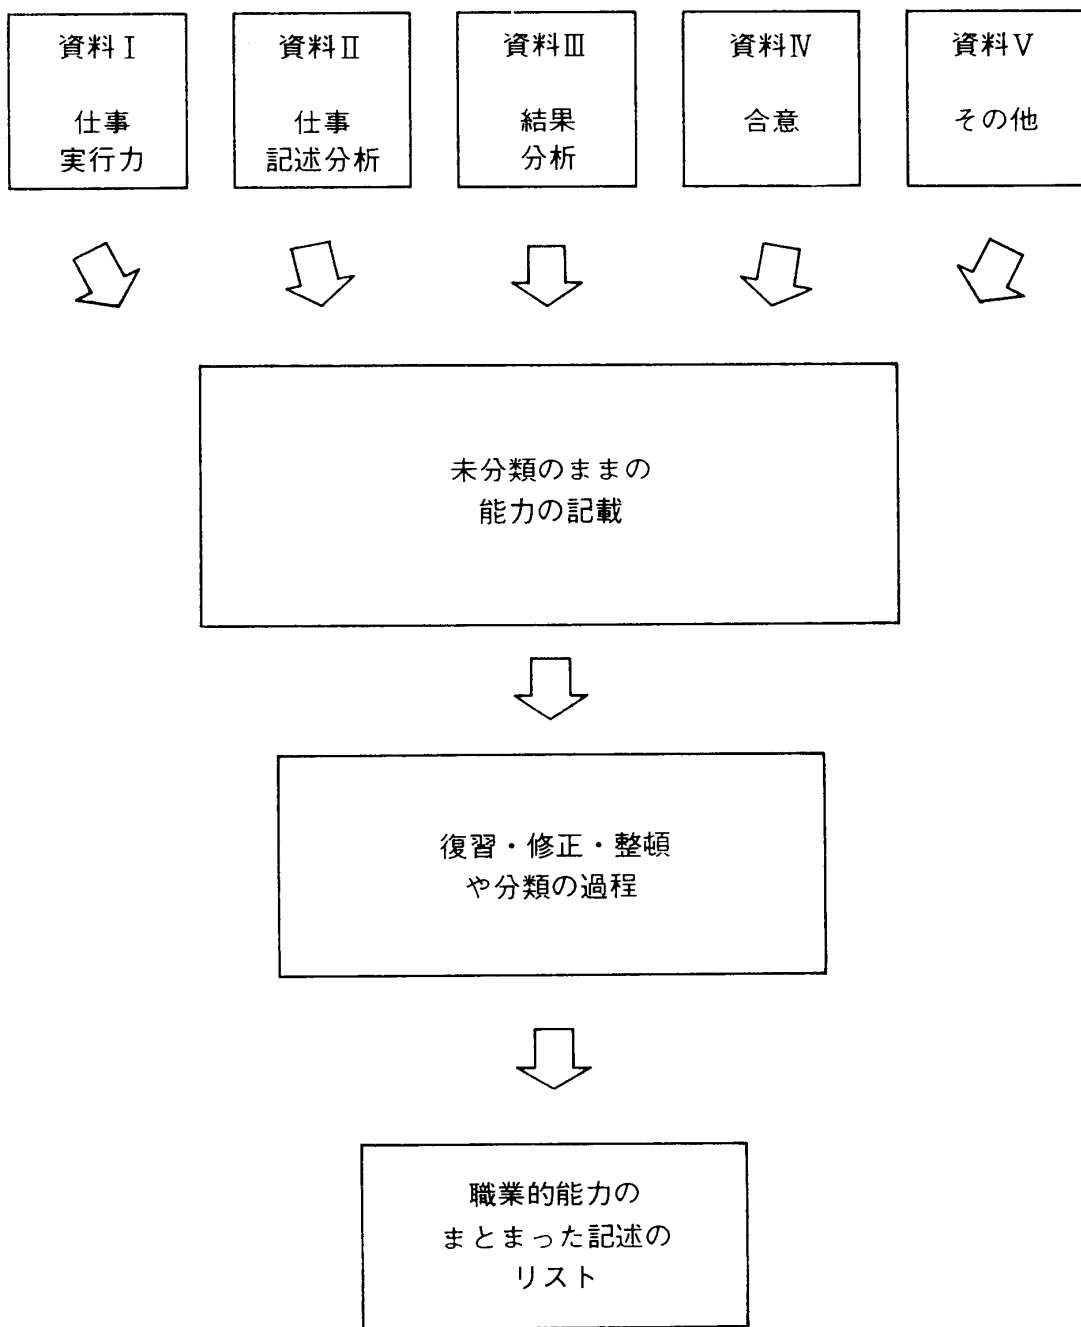 資料Ⅰ
仕事
実行力
資料Ⅱ
仕事
記述分析
資料Ⅲ
結果
分析
資料Ⅳ
合意
資料Ⅴ
その他
未分類のままの
能力の記載
復習・修正・整頓
や分類の過程
職業的能力の
まとまった記述の
リスト